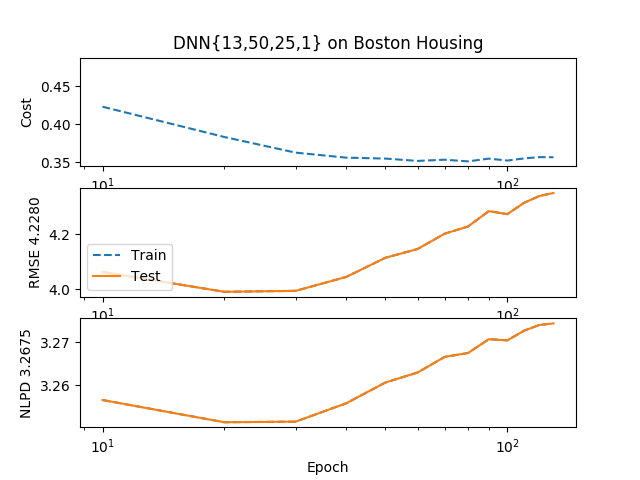 DNN{13,50,25,1} on Boston Housing
Cost
0.45
0.40
0.35
10¹
10²
RMSE 4.2280
4.2
4.0
Train
Test
10¹
10²
NLPD 3.2675
3.27
3.26
10¹
10²
Epoch